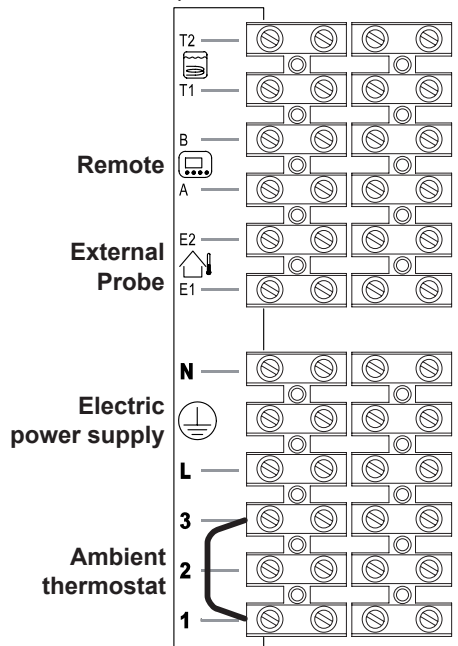 T2
T1
B
Remote
A
E2
External
Probe
E1
N
Electric
power supply
L
3
Ambient
2
thermostat
1